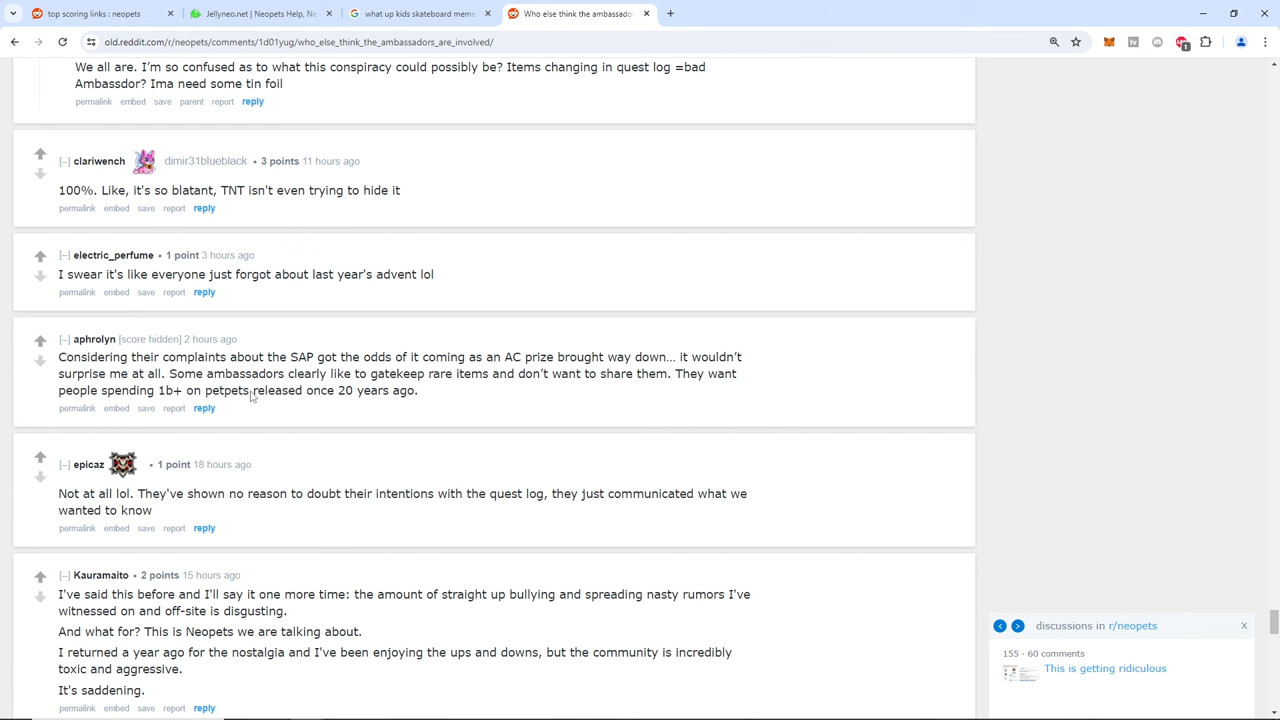 top scoring links : neopets
Jellyneo.net | Neopets Help, Ne
what up kids skateboard meme
Who else think the ambassado
old.reddit.com/r/neopets/comments/1d01yug/who_else_think_the_ambassadors_are_involved/
We all are. I'm so confused as to what this conspiracy could possibly be? Items changing in quest log =bad
Ambassdor? Ima need some tin foil
permalink embed save parent report reply
[–] clariwench dimir31blueblack • 3 points 11 hours ago
100%. Like, it's so blatant, TNT isn't even trying to hide it
permalink embed save report reply
[–] electric_perfume • 1 point 3 hours ago
I swear it's like everyone just forgot about last year's advent lol
permalink embed save report reply
[–] aphrolyn [score hidden] 2 hours ago
Considering their complaints about the SAP got the odds of it coming as an AC prize brought way down… it wouldn't
surprise me at all. Some ambassadors clearly like to gatekeep rare items and don't want to share them. They want
people spending 1b+ on petpets released once 20 years ago.
permalink embed save report reply
[–] epicaz • 1 point 18 hours ago
Not at all lol. They've shown no reason to doubt their intentions with the quest log, they just communicated what we
wanted to know
permalink embed save report reply
[–] Kauramaito • 2 points 15 hours ago
I've said this before and I'll say it one more time: the amount of straight up bullying and spreading nasty rumors I've
witnessed on and off-site is disgusting.
And what for? This is Neopets we are talking about.
I returned a year ago for the nostalgia and I've been enjoying the ups and downs, but the community is incredibly
toxic and aggressive.
It's saddening.
permalink embed save report reply
discussions in r/neopets X
155 · 60 comments
This is getting ridiculous